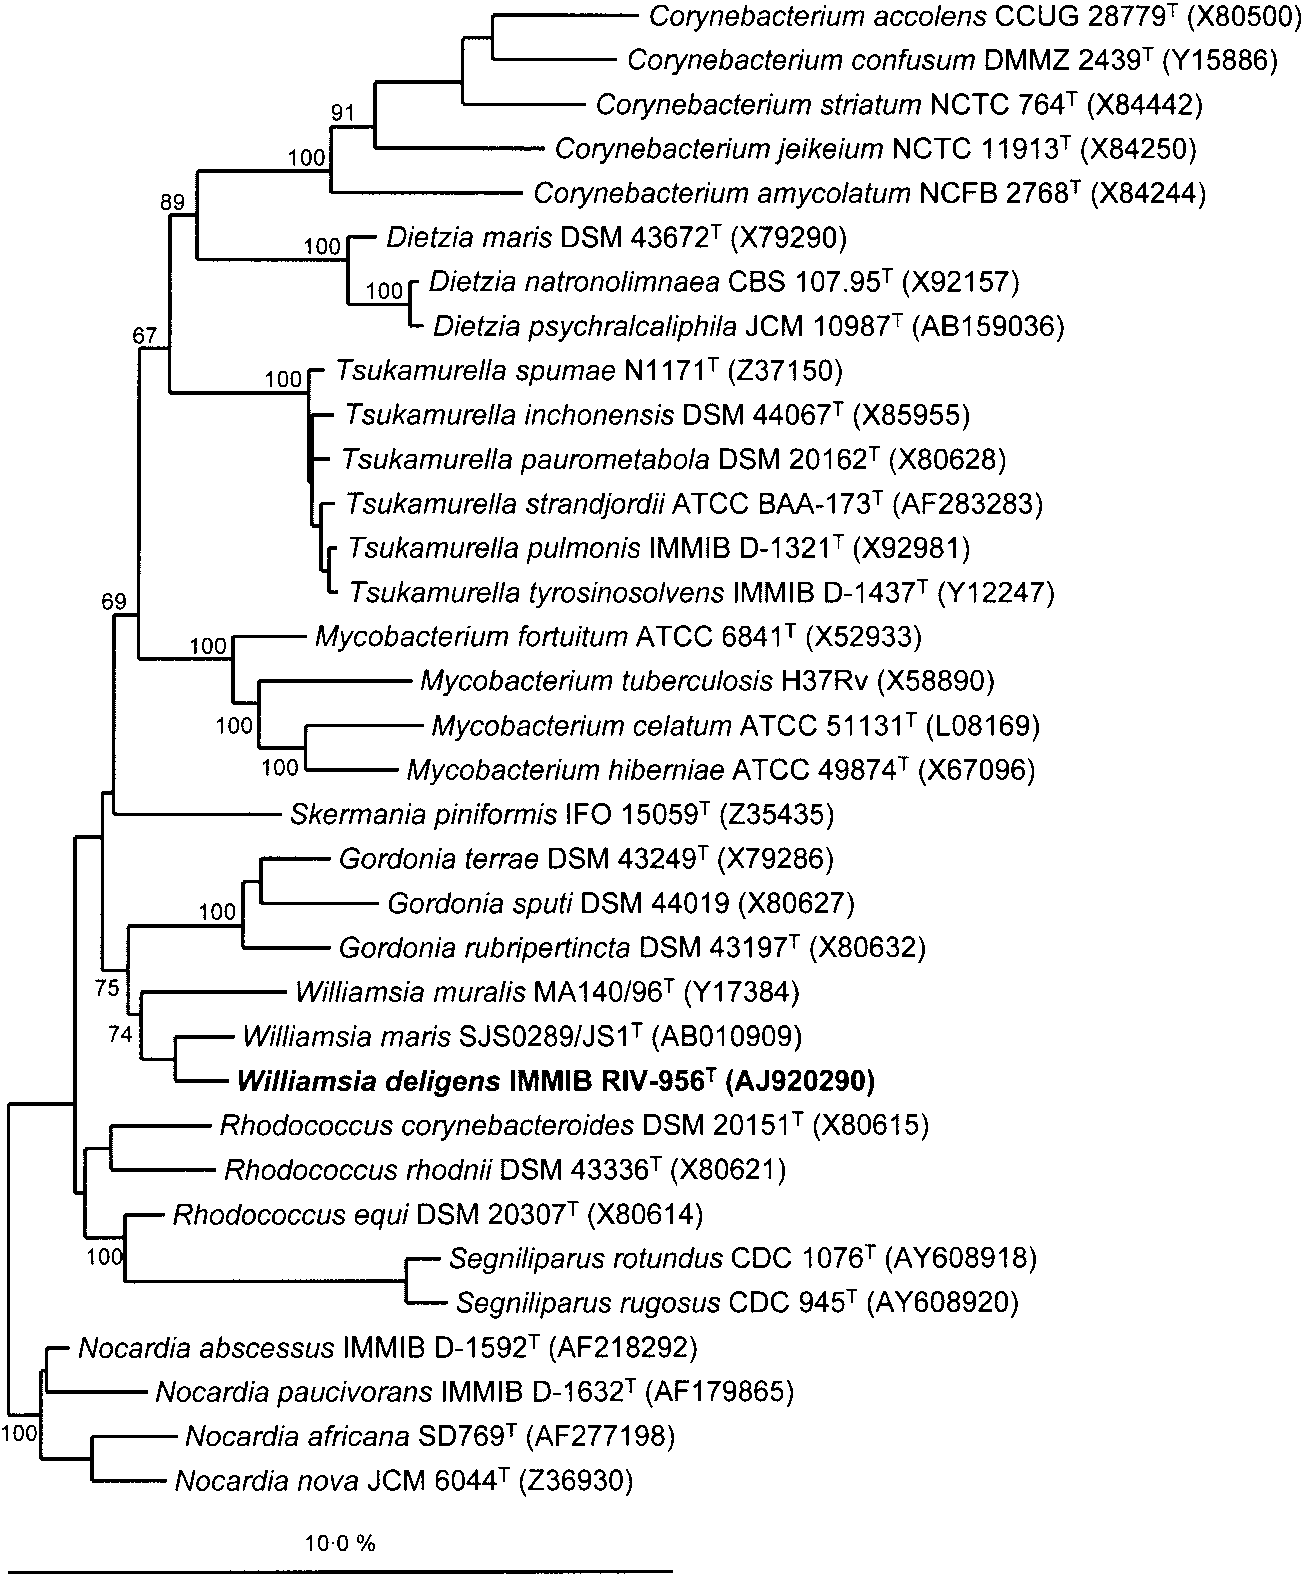 Corynebacterium accolens CCUG 28779ᵀ (X80500)
Corynebacterium confusum DMMZ 2439ᵀ (Y15886)
Corynebacterium striatum NCTC 764ᵀ (X84442)
91
Corynebacterium jeikeium NCTC 11913ᵀ (X84250)
100
Corynebacterium amycolatum NCFB 2768ᵀ (X84244)
89
Dietzia maris DSM 43672ᵀ (X79290)
100
Dietzia natronolimnaea CBS 107.95ᵀ (X92157)
100
Dietzia psychralcaliphila JCM 10987ᵀ (AB159036)
67
Tsukamurella spumae N1171ᵀ (Z37150)
100
Tsukamurella inchonensis DSM 44067ᵀ (X85955)
Tsukamurella paurometabola DSM 20162ᵀ (X80628)
Tsukamurella strandjordii ATCC BAA-173ᵀ (AF283283)
Tsukamurella pulmonis IMMIB D-1321ᵀ (X92981)
Tsukamurella tyrosinosolvens IMMIB D-1437ᵀ (Y12247)
69
Mycobacterium fortuitum ATCC 6841ᵀ (X52933)
100
Mycobacterium tuberculosis H37Rv (X58890)
100
Mycobacterium celatum ATCC 51131ᵀ (L08169)
100
Mycobacterium hiberniae ATCC 49874ᵀ (X67096)
Skermania piniformis IFO 15059ᵀ (Z35435)
Gordonia terrae DSM 43249ᵀ (X79286)
100
Gordonia sputi DSM 44019 (X80627)
Gordonia rubripertincta DSM 43197ᵀ (X80632)
75
Williamsia muralis MA140/96ᵀ (Y17384)
74
Williamsia maris SJS0289/JS1ᵀ (AB010909)
Williamsia deligens IMMIB RIV-956ᵀ (AJ920290)
Rhodococcus corynebacteroides DSM 20151ᵀ (X80615)
Rhodococcus rhodnii DSM 43336ᵀ (X80621)
Rhodococcus equi DSM 20307ᵀ (X80614)
100
Segniliparus rotundus CDC 1076ᵀ (AY608918)
Segniliparus rugosus CDC 945ᵀ (AY608920)
Nocardia abscessus IMMIB D-1592ᵀ (AF218292)
Nocardia paucivorans IMMIB D-1632ᵀ (AF179865)
100
Nocardia africana SD769ᵀ (AF277198)
Nocardia nova JCM 6044ᵀ (Z36930)
10·0 %